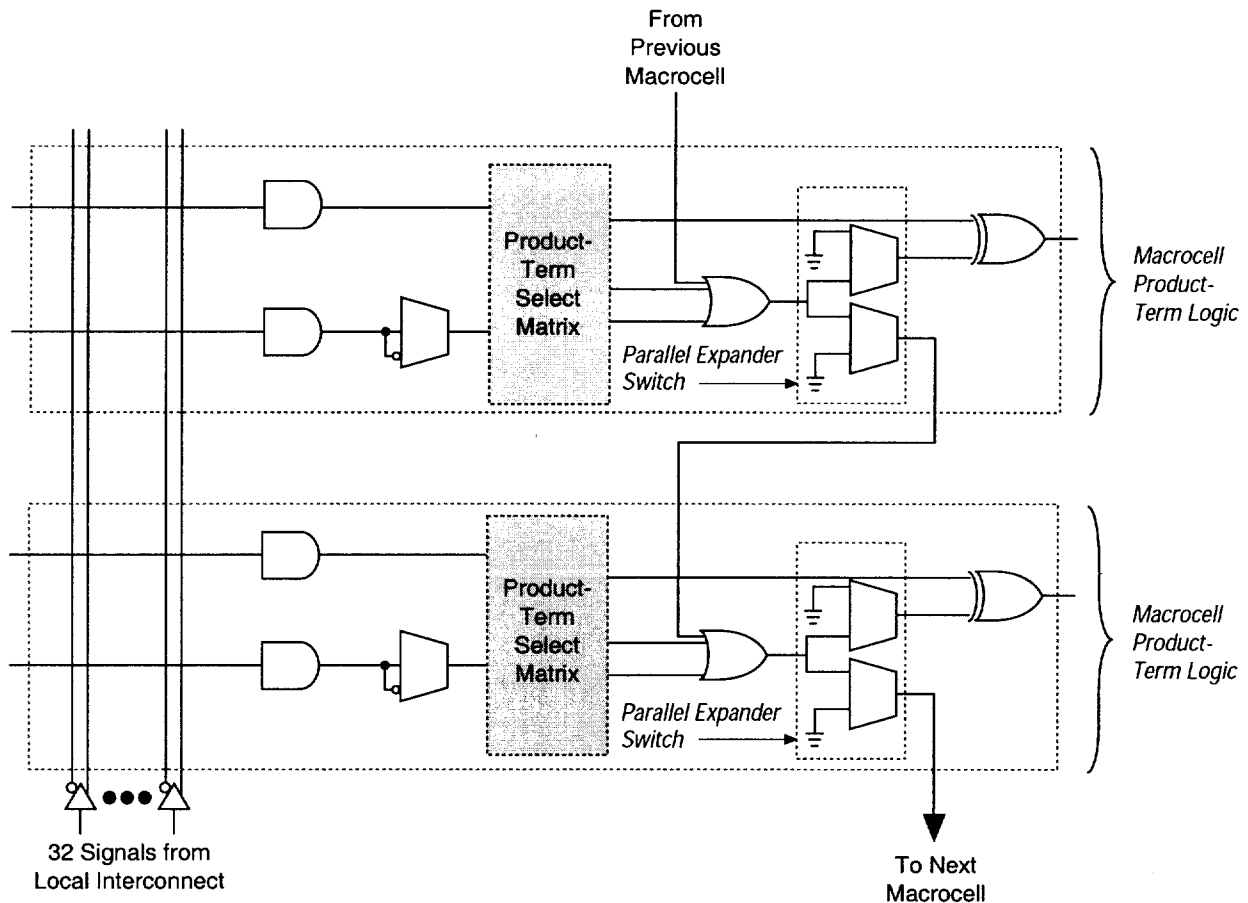 From
Previous
Macrocell
Product-
Term
Select
Matrix
Parallel Expander
Switch
Macrocell
Product-
Term Logic
Product-
Term
Select
Matrix
Parallel Expander
Switch
Macrocell
Product-
Term Logic
32 Signals from
Local Interconnect
To Next
Macrocell